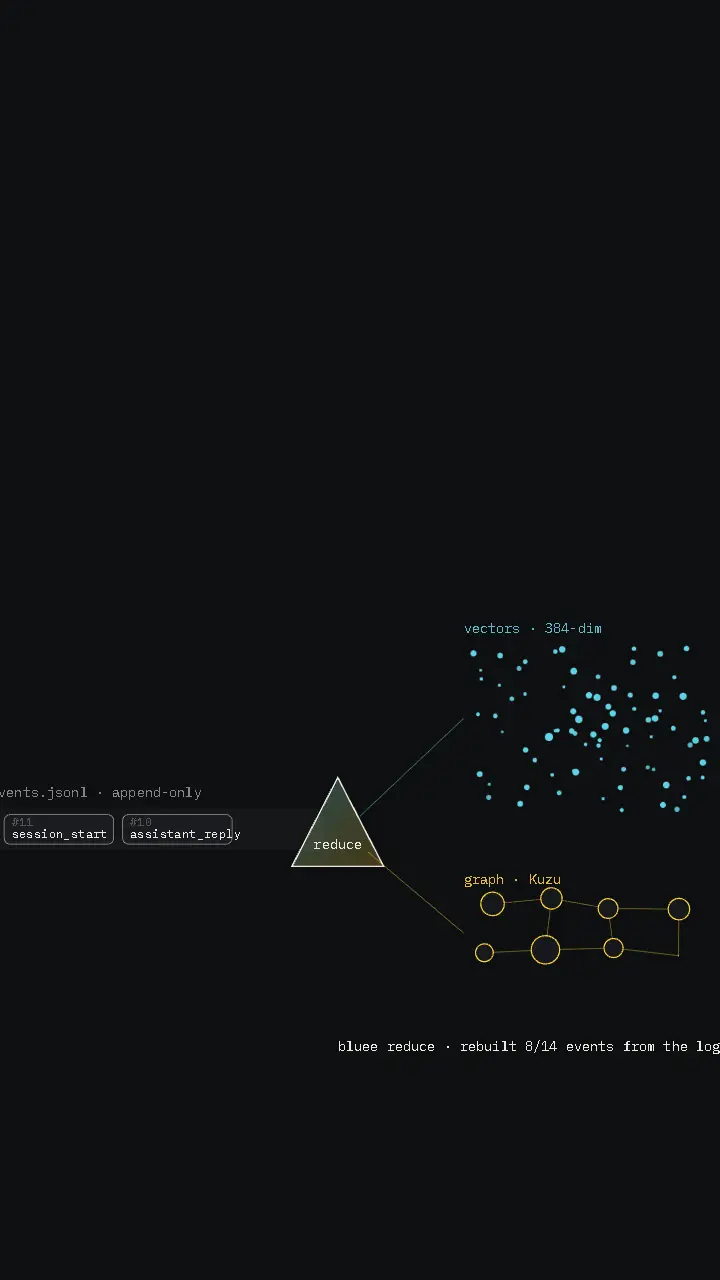 vectors · 384-dim
vents.jsonl · append-only
#11
session_start
#10
assistant_reply
reduce
graph · Kuzu
bluee reduce · rebuilt 8/14 events from the log